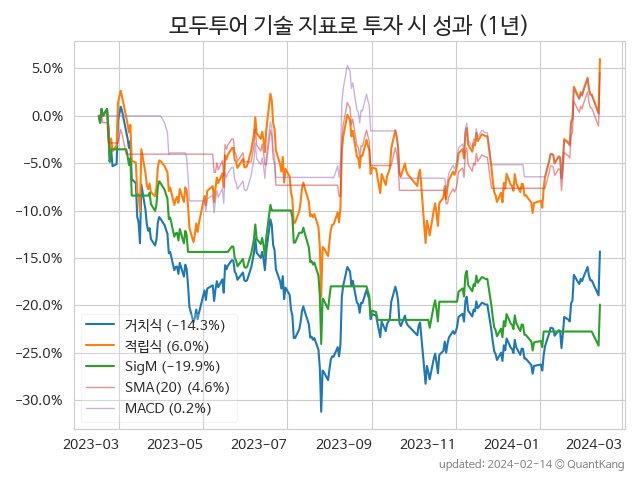 모두투어 기술 지표로 투자 시 성과 (1년)
5.0%
0.0%
−5.0%
−10.0%
−15.0%
−20.0%
−25.0%
−30.0%
거치식 (−14.3%)
적립식 (6.0%)
SigM (−19.9%)
SMA(20) (4.6%)
MACD (0.2%)
2023-03 2023-05 2023-07 2023-09 2023-11 2024-01 2024-03
updated: 2024-02-14 © QuantKang